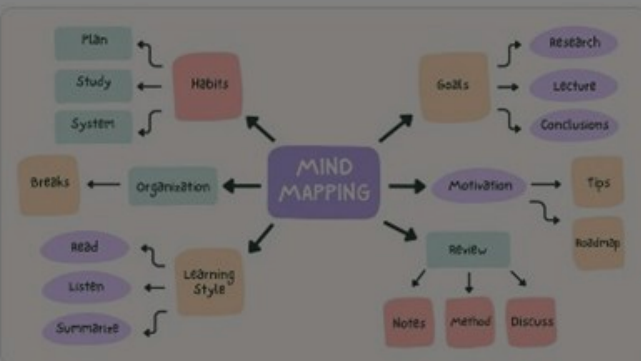 Plan
Study
System
Habits
Goals
Research
Lecture
Conclusions
MIND
MAPPING
Breaks
Organization
Motivation
Tips
Roadmap
Read
Listen
Summarize
Learning
Style
Review
Notes
Method
Discuss